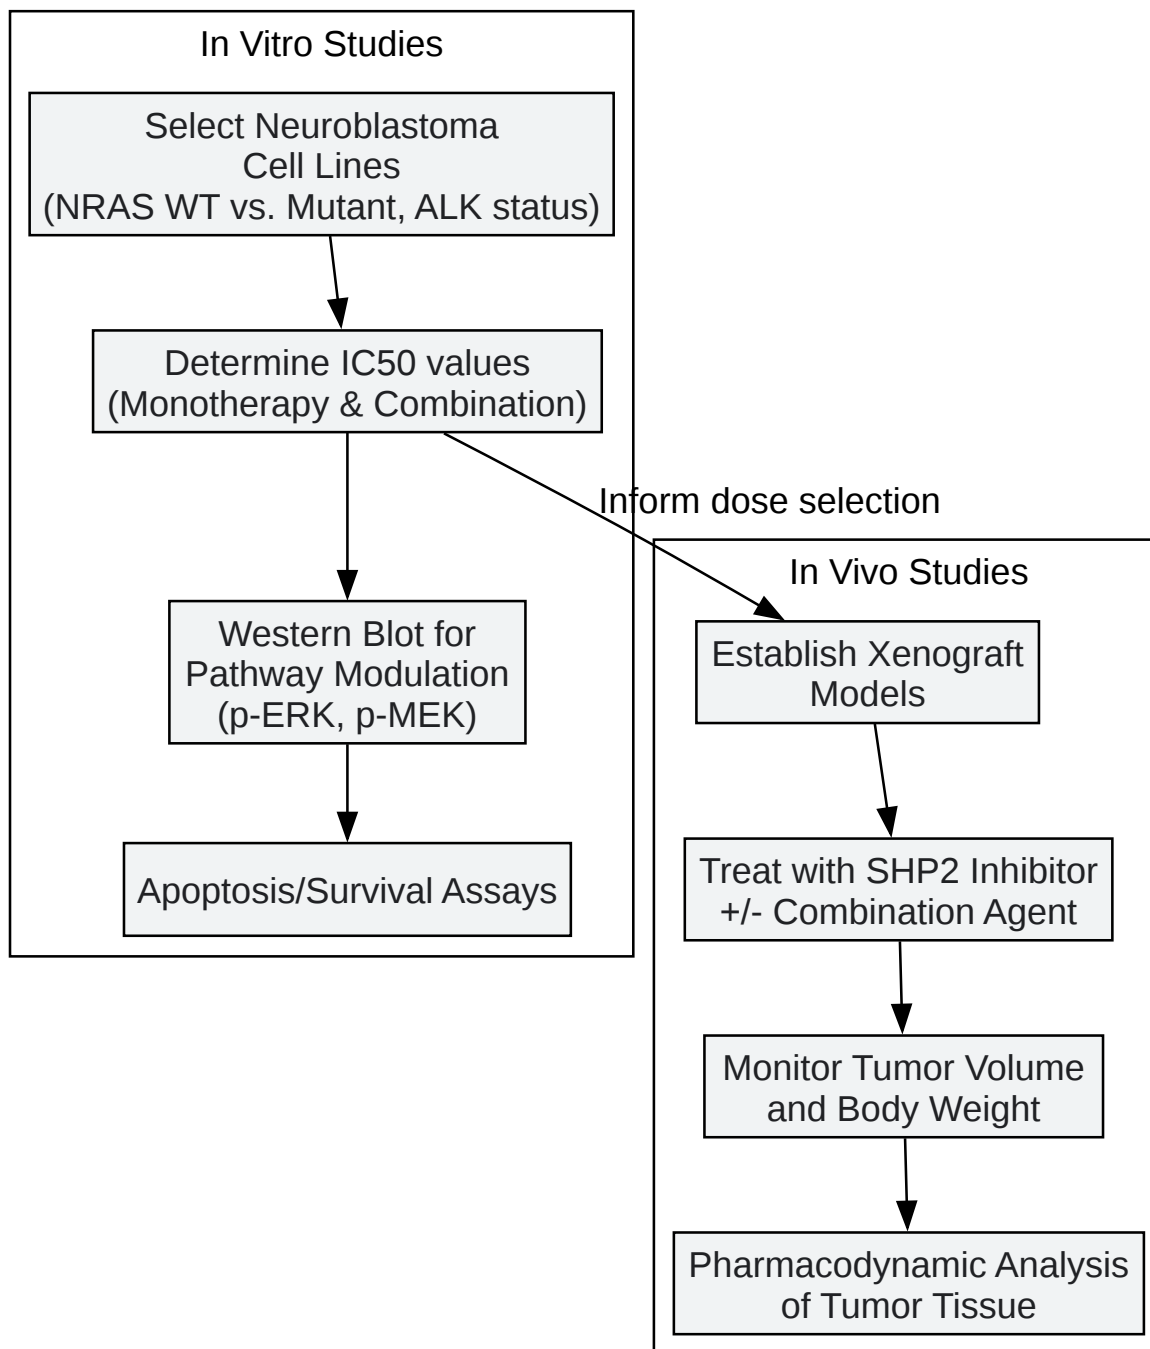 In Vitro Studies
Select Neuroblastoma
Cell Lines
(NRAS WT vs. Mutant, ALK status)
Determine IC50 values
(Monotherapy & Combination)
Inform dose selection
Western Blot for
Pathway Modulation
(p-ERK, p-MEK)
Apoptosis/Survival Assays
In Vivo Studies
Establish Xenograft
Models
Treat with SHP2 Inhibitor
+/- Combination Agent
Monitor Tumor Volume
and Body Weight
Pharmacodynamic Analysis
of Tumor Tissue